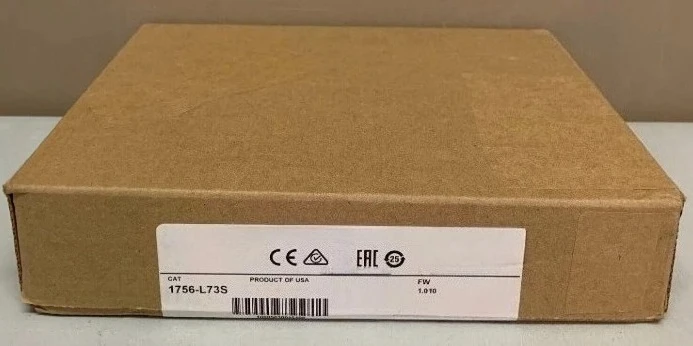 CE EAC 25
CAT PRODUCT OF USA FW
1756-L73S 1.010